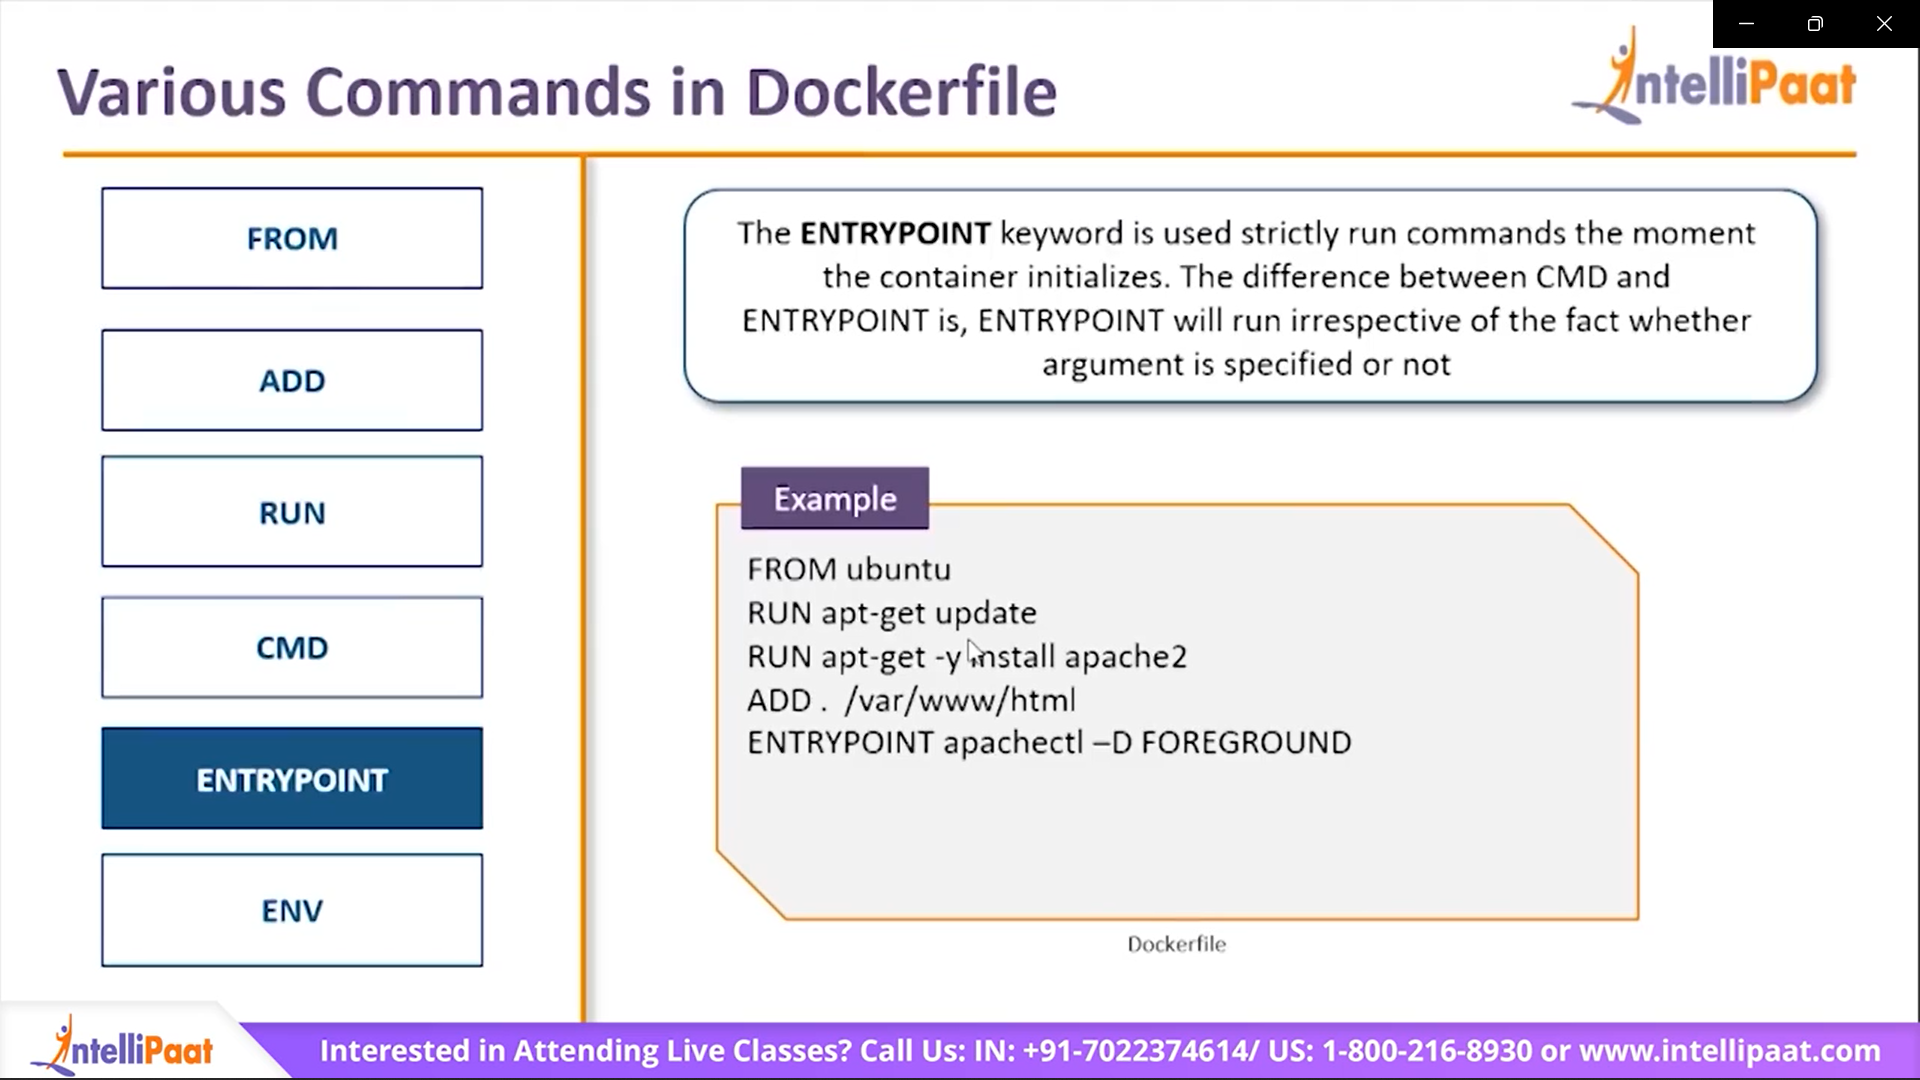 Various Commands in Dockerfile
IntelliPaat
FROM
ADD
RUN
CMD
ENTRYPOINT
ENV
The ENTRYPOINT keyword is used strictly run commands the moment
the container initializes. The difference between CMD and
ENTRYPOINT is, ENTRYPOINT will run irrespective of the fact whether
argument is specified or not
Example
FROM ubuntu
RUN apt-get update
RUN apt-get -y install apache2
ADD . /var/www/html
ENTRYPOINT apachectl –D FOREGROUND
Dockerfile
IntelliPaat
Interested in Attending Live Classes? Call Us: IN: +91-7022374614/ US: 1-800-216-8930 or www.intellipaat.com